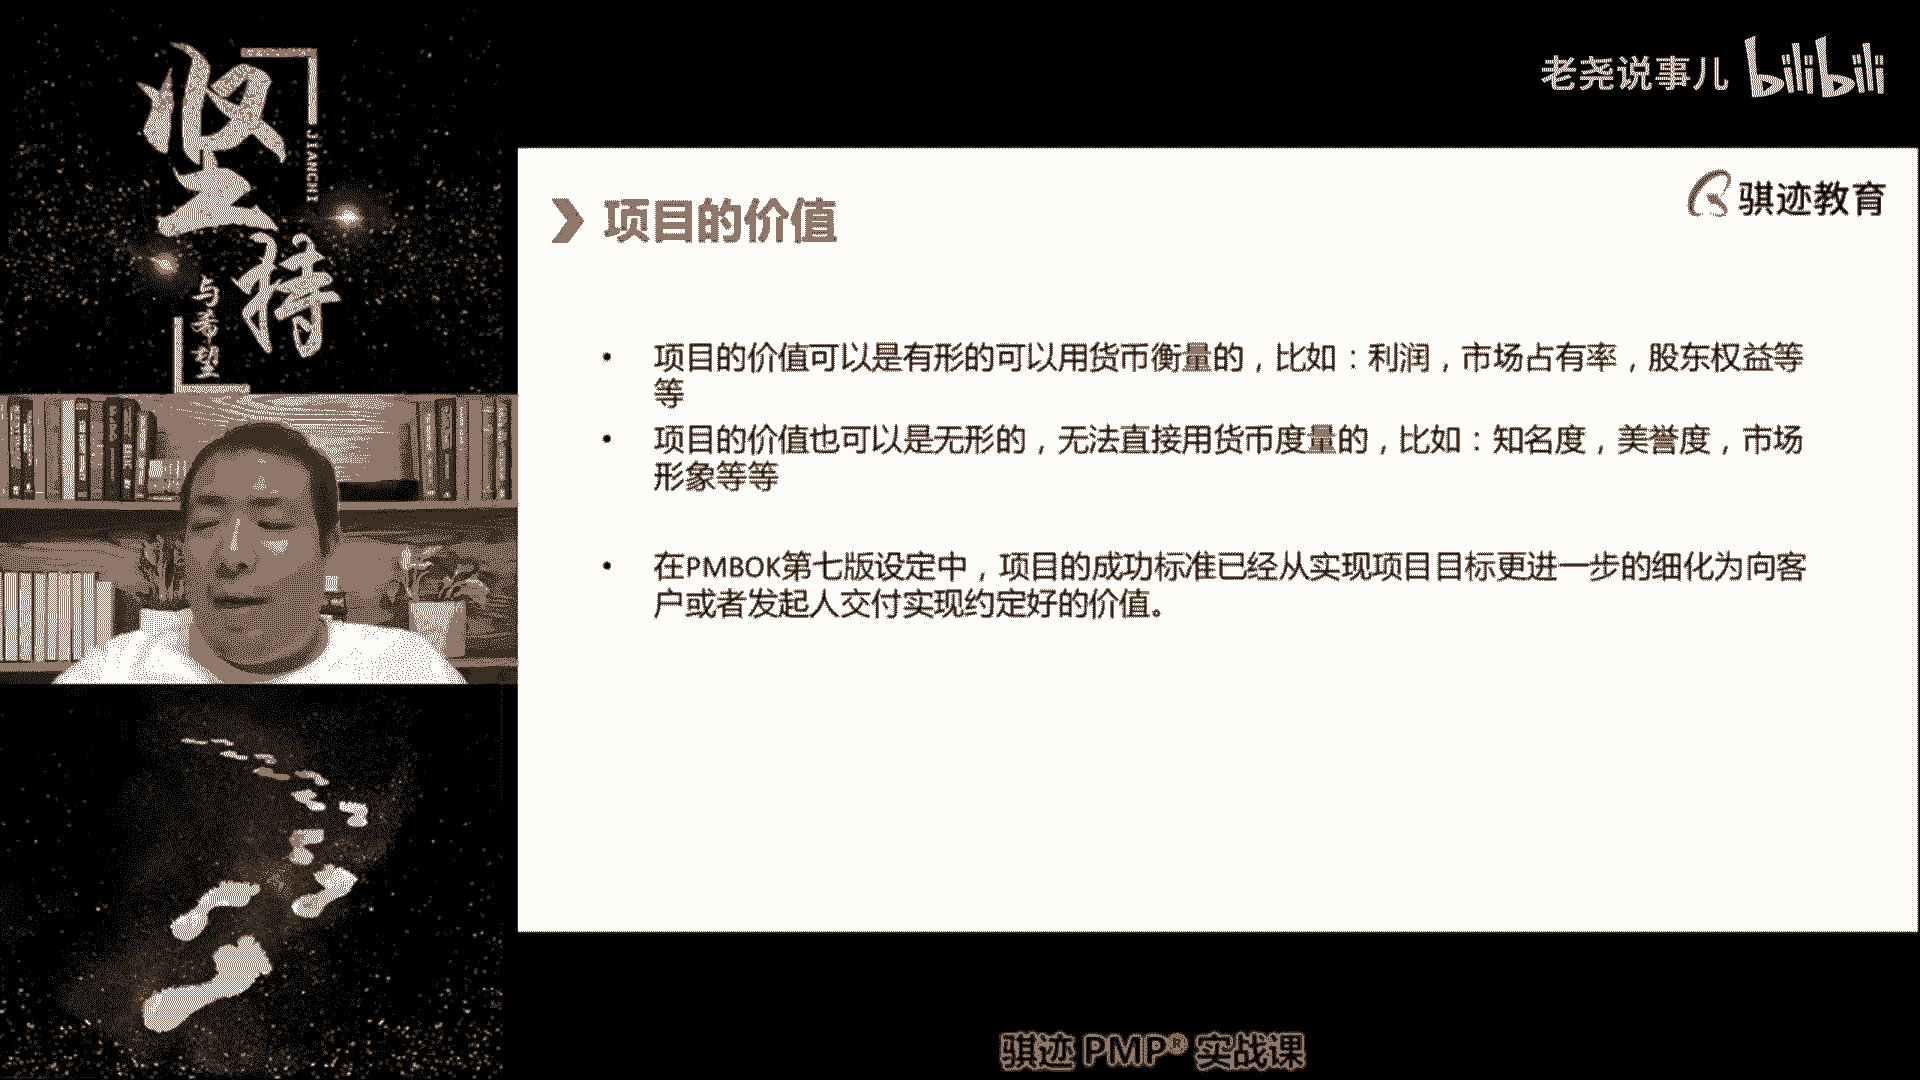 坚持
JIANCHI
与希望
老尧说事儿 bilibili
骐迹教育
项目的价值
• 项目的价值可以是有形的可以用货币衡量的，比如：利润，市场占有率，股东权益等
等
• 项目的价值也可以是无形的，无法直接用货币度量的，比如：知名度，美誉度，市场
形象等等
• 在PMBOK第七版设定中，项目的成功标准已经从实现项目目标更进一步的细化为向客
户或者发起人交付实现约定好的价值。
骐迹 PMP® 实战课